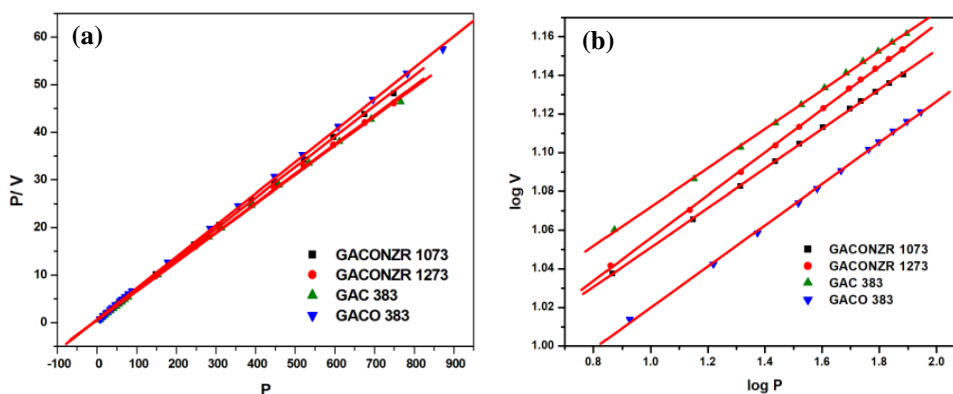 (a)
P/ V
60
50
40
30
20
10
0
-100 0 100 200 300 400 500 600 700 800 900
P
GACONZR 1073
GACONZR 1273
GAC 383
GACO 383
(b)
log V
1.16
1.14
1.12
1.10
1.08
1.06
1.04
1.02
1.00
0.8 1.0 1.2 1.4 1.6 1.8 2.0
log P
GACONZR 1073
GACONZR 1273
GAC 383
GACO 383